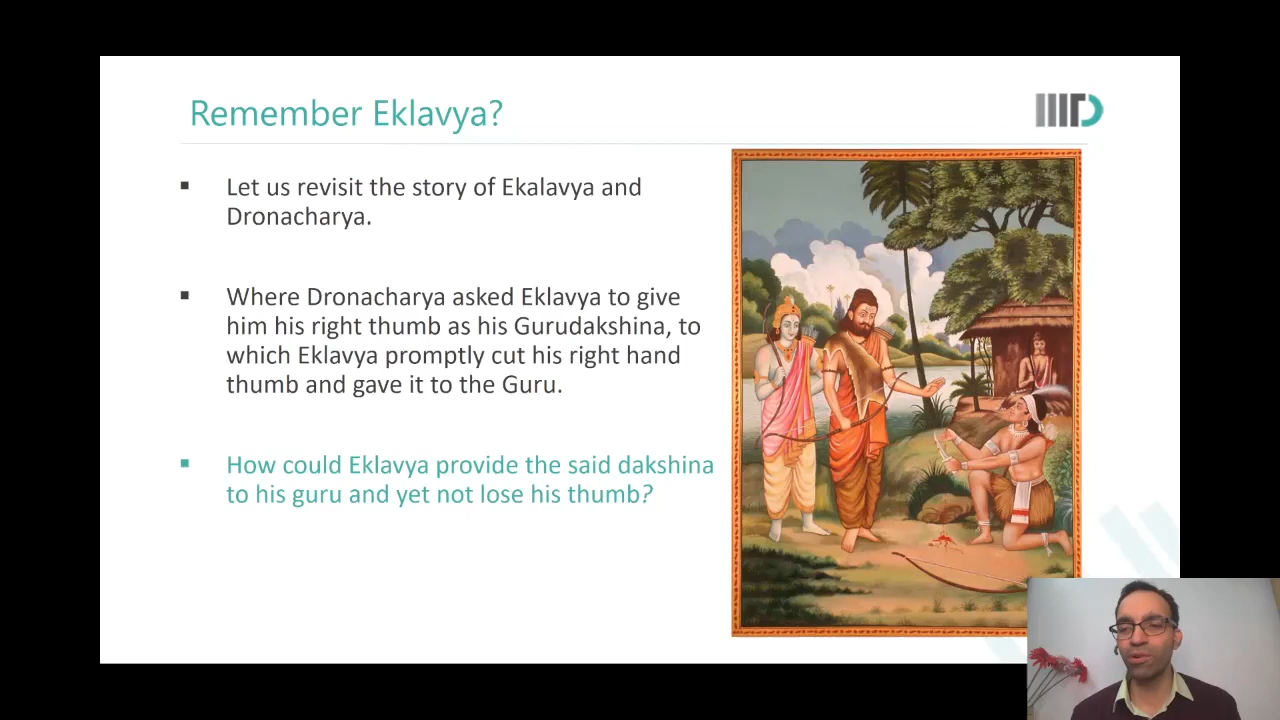 Remember Eklavya?
IIITD
▪ Let us revisit the story of Ekalavya and
Dronacharya.
▪ Where Dronacharya asked Eklavya to give
him his right thumb as his Gurudakshina, to
which Eklavya promptly cut his right hand
thumb and gave it to the Guru.
▪ How could Eklavya provide the said dakshina
to his guru and yet not lose his thumb?